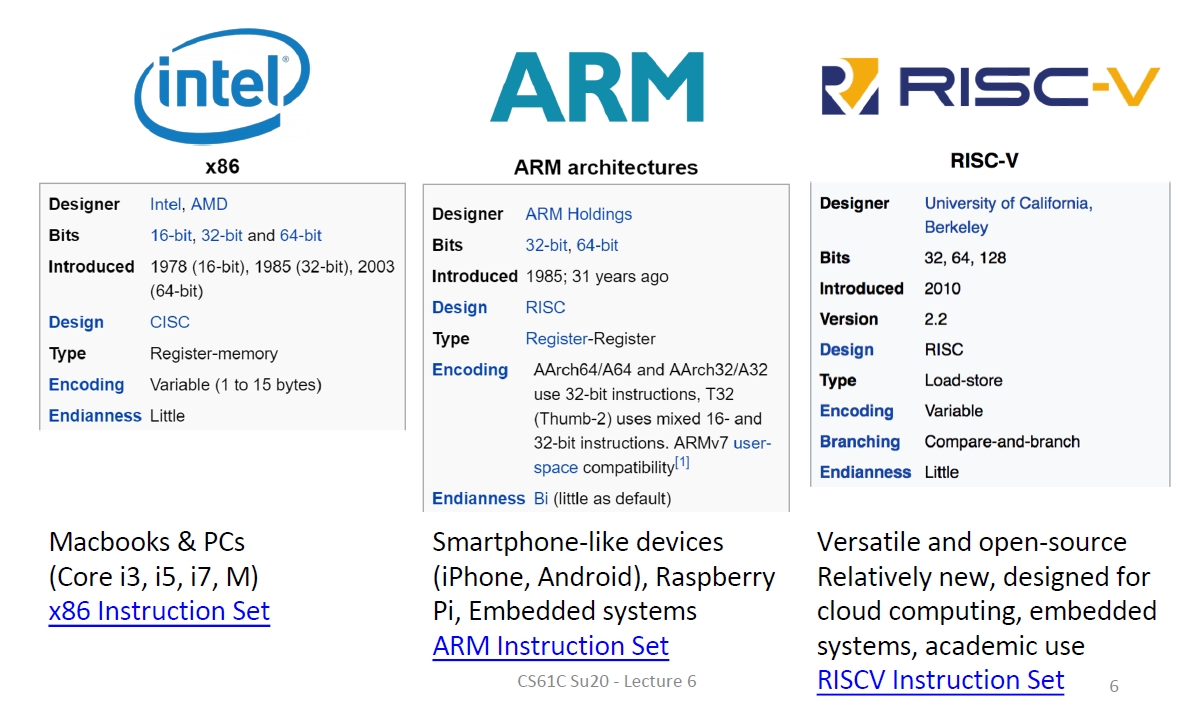 intel®
x86
Designer Intel, AMD
Bits 16-bit, 32-bit and 64-bit
Introduced 1978 (16-bit), 1985 (32-bit), 2003
(64-bit)
Design CISC
Type Register-memory
Encoding Variable (1 to 15 bytes)
Endianness Little
Macbooks & PCs
(Core i3, i5, i7, M)
x86 Instruction Set
ARM
ARM architectures
Designer ARM Holdings
Bits 32-bit, 64-bit
Introduced 1985; 31 years ago
Design RISC
Type Register-Register
Encoding AArch64/A64 and AArch32/A32
use 32-bit instructions, T32
(Thumb-2) uses mixed 16- and
32-bit instructions. ARMv7 user-
space compatibility[1]
Endianness Bi (little as default)
Smartphone-like devices
(iPhone, Android), Raspberry
Pi, Embedded systems
ARM Instruction Set
RISC-V
RISC-V
Designer University of California,
Berkeley
Bits 32, 64, 128
Introduced 2010
Version 2.2
Design RISC
Type Load-store
Encoding Variable
Branching Compare-and-branch
Endianness Little
Versatile and open-source
Relatively new, designed for
cloud computing, embedded
systems, academic use
RISCV Instruction Set
CS61C Su20 - Lecture 6
6